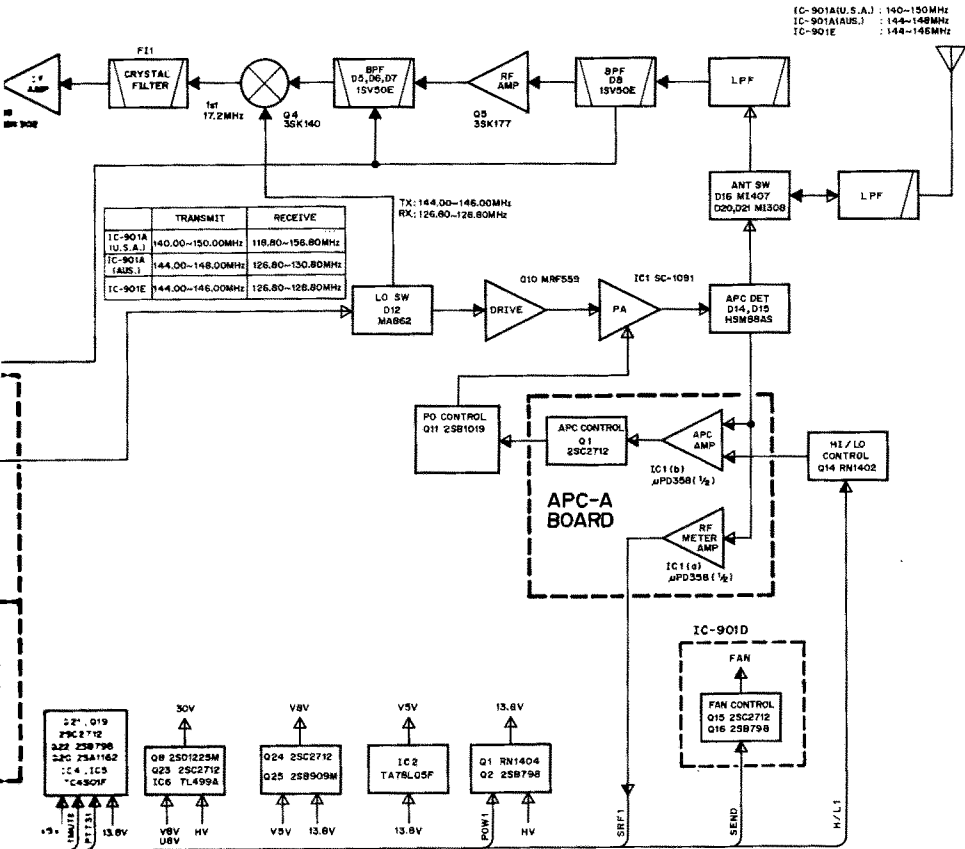 IC-901A(U.S.A.) : 140~150MHz
IC-901A(AUS.) : 144~148MHz
IC-901E : 144~146MHz
FI1
IF
AMP
CRYSTAL
FILTER
1st
17.2MHz
Q4
3SK140
BPF
D5,D6,D7
1SV50E
RF
AMP
Q5
3SK177
BPF
D8
1SV50E
LPF
ANT SW
D16 MI407
D20,D21 MI308
LPF
TX:144.00~146.00MHz
RX:126.80~128.80MHz
TRANSMIT RECEIVE
IC-901A (U.S.A.) 140.00~150.00MHz 118.80~156.80MHz
IC-901A (AUS.) 144.00~148.00MHz 126.80~130.80MHz
IC-901E 144.00~146.00MHz 126.80~128.80MHz
LO SW
D12
MA862
DRIVE
Q10 MRF559
PA
IC1 SC-1091
APC DET
D14,D15
HSM88AS
PO CONTROL
Q11 2SB1019
APC CONTROL
Q1
2SC2712
APC
AMP
IC1(b)
μPD358(1/2)
HI/LO
CONTROL
Q14 RN1402
APC-A
BOARD
RF
METER
AMP
IC1(a)
μPD358(1/2)
IC-901D
FAN
FAN CONTROL
Q15 2SC2712
Q16 2SB798
Q21, Q19
2SC2712
Q22 2SB798
Q20 2SA1162
IC4, IC5
TC4S01F
30V
Q8 2SD1225M
Q23 2SC2712
IC6 TL499A
V8V
Q24 2SC2712
Q25 2SB909M
V5V
IC2
TA78L05F
13.8V
Q1 RN1404
Q2 2SB798
PTTS1
13.8V
V8V
U8V
HV
V5V
13.8V
13.8V
POW1
HV
SRF1
SEND
H/L1